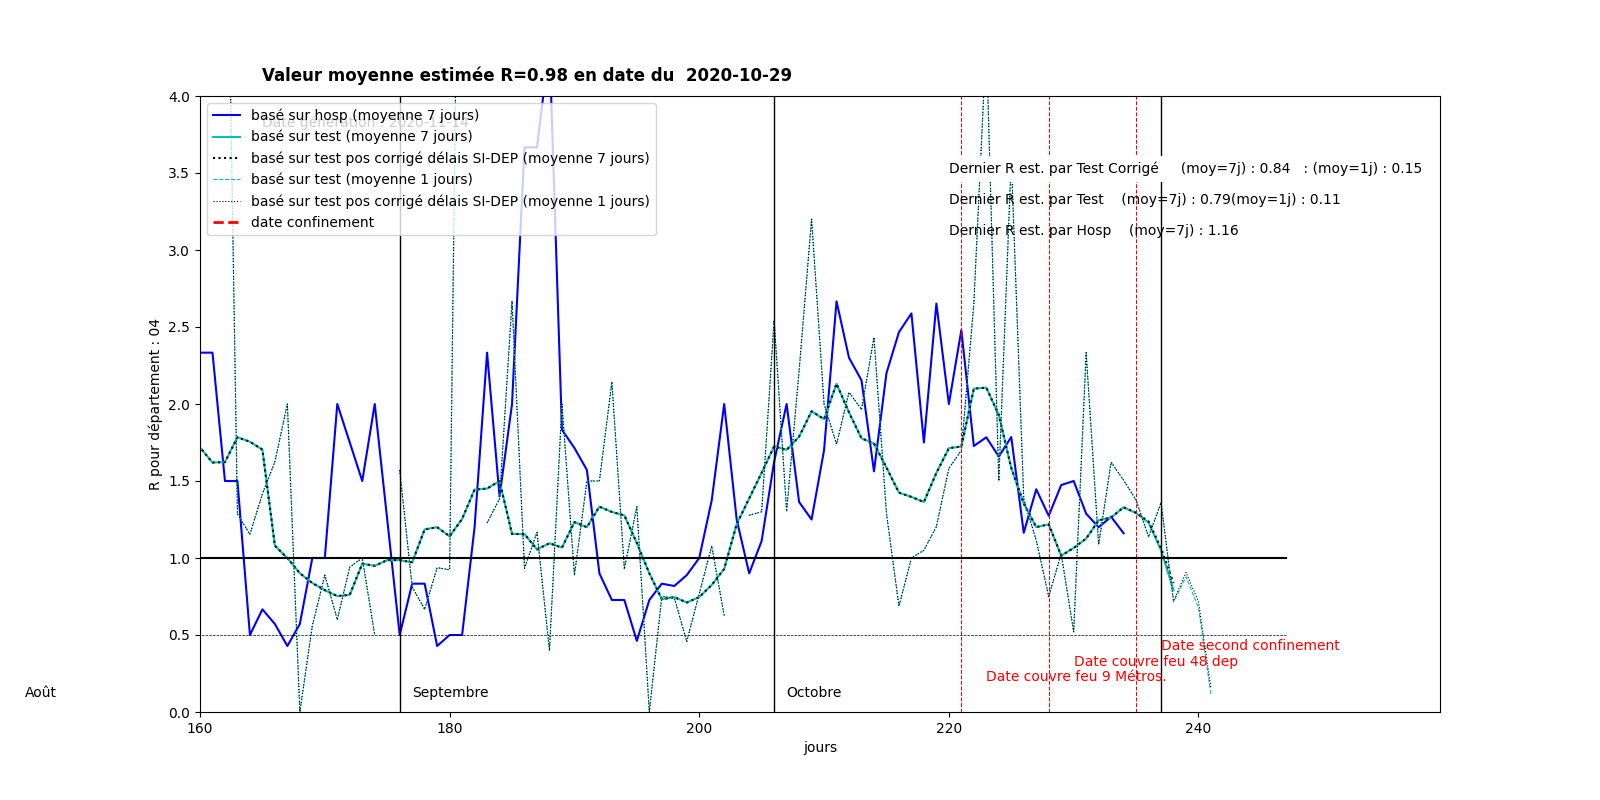 Valeur moyenne estimée R=0.98 en date du  2020-10-29
4.0
3.5
3.0
2.5
2.0
1.5
1.0
0.5
0.0
R pour département : 04
basé sur hosp (moyenne 7 jours)
Date génération : 2020-11-14
basé sur test (moyenne 7 jours)
basé sur test pos corrigé délais SI-DEP (moyenne 7 jours)
basé sur test (moyenne 1 jours)
basé sur test pos corrigé délais SI-DEP (moyenne 1 jours)
date confinement
Dernier R est. par Test Corrigé     (moy=7j) : 0.84   : (moy=1j) : 0.15
Dernier R est. par Test    (moy=7j) : 0.79(moy=1j) : 0.11
Dernier R est. par Hosp    (moy=7j) : 1.16
Date second confinement
Date couvre feu 48 dep
Date couvre feu 9 Métros.
Août
Septembre
Octobre
160
180
200
220
240
jours